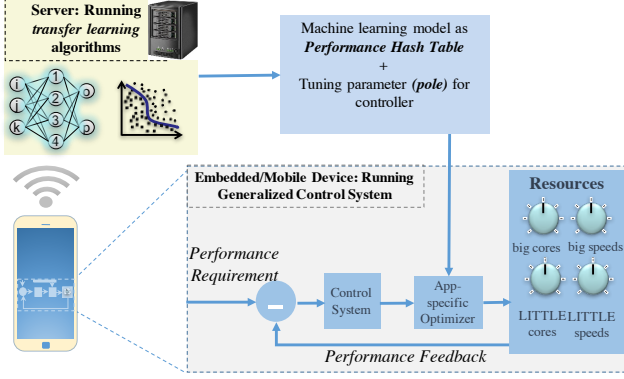 Server: Running
transfer learning
algorithms
i
j
k
1
2
3
4
o
p
Machine learning model as
Performance Hash Table
+
Tuning parameter (pole) for
controller
Embedded/Mobile Device: Running
Generalized Control System
Performance
Requirement
Control
System
App-
specific
Optimizer
Performance Feedback
Resources
big cores
big speeds
LITTLE
cores
LITTLE
speeds